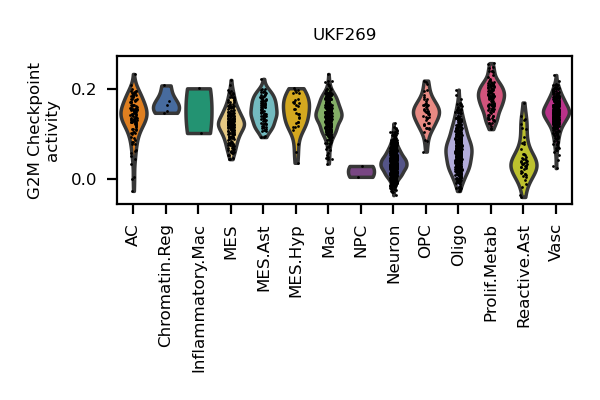 UKF269
G2M Checkpoint
activity
0.2
0.0
AC
Chromatin.Reg
Inflammatory.Mac
MES
MES.Ast
MES.Hyp
Mac
NPC
Neuron
OPC
Oligo
Prolif.Metab
Reactive.Ast
Vasc